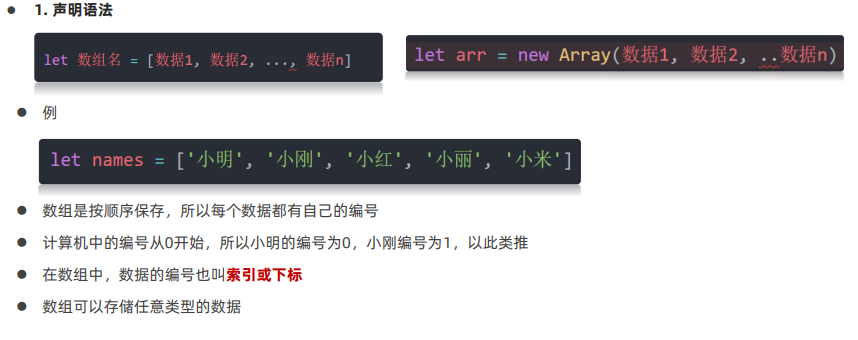 1. 声明语法
let 数组名 = [数据1, 数据2, ..., 数据n]
let arr = new Array(数据1, 数据2, ..数据n)
例
let names = ['小明', '小刚', '小红', '小丽', '小米']
数组是按顺序保存，所以每个数据都有自己的编号
计算机中的编号从0开始，所以小明的编号为0，小刚编号为1，以此类推
在数组中，数据的编号也叫索引或下标
数组可以存储任意类型的数据